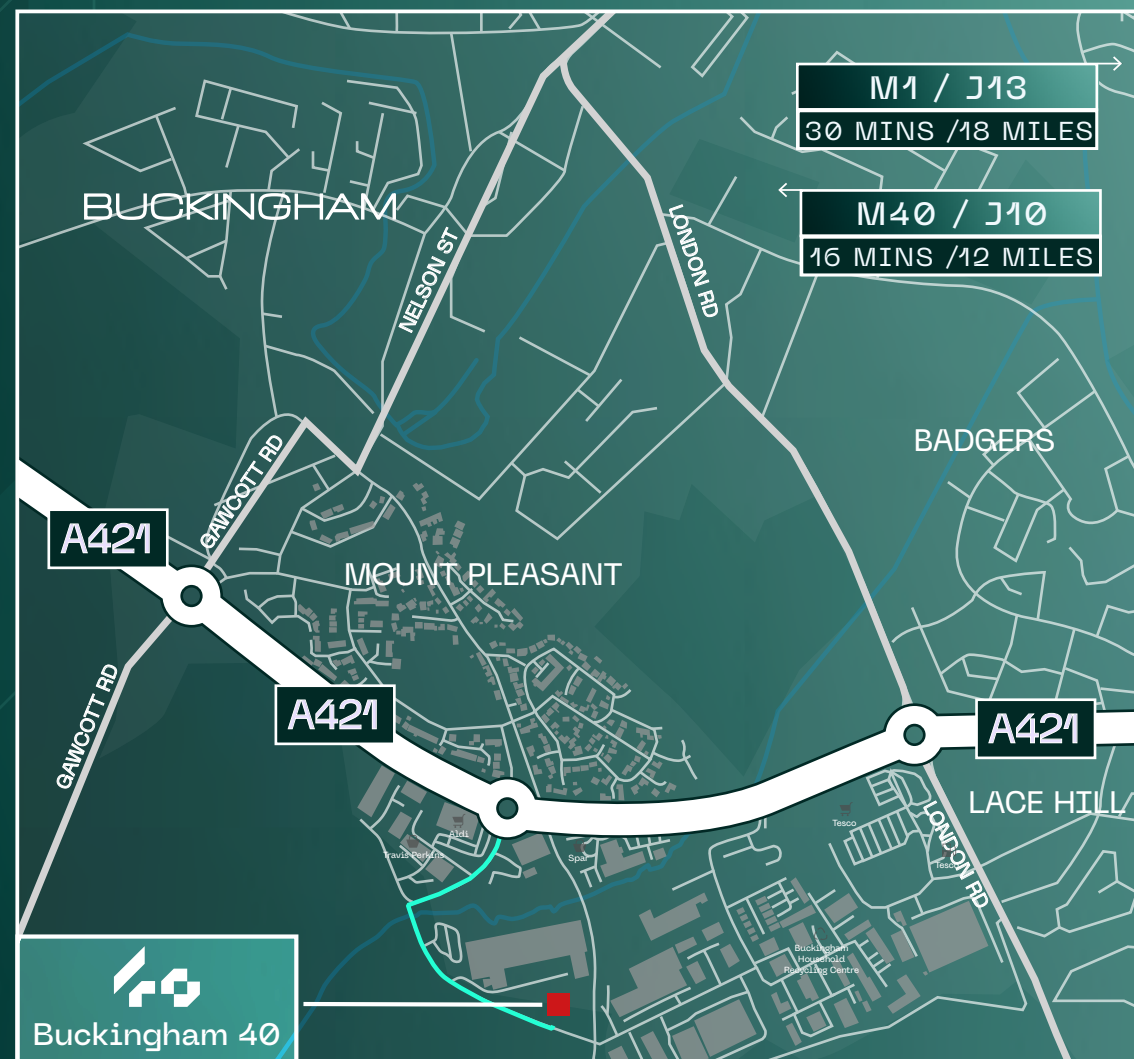 M1 / J13
30 MINS /18 MILES
M40 / J10
16 MINS /12 MILES
BUCKINGHAM
NELSON ST
LONDON RD
BADGERS
GAWCOTT RD
A421
MOUNT PLEASANT
GAWCOTT RD
A421
A421
LACE HILL
Tesco
Aldi
Travis Perkins
Spar
LONDON RD
Tesco
Buckingham
Household
Recycling Centre
40
Buckingham 40